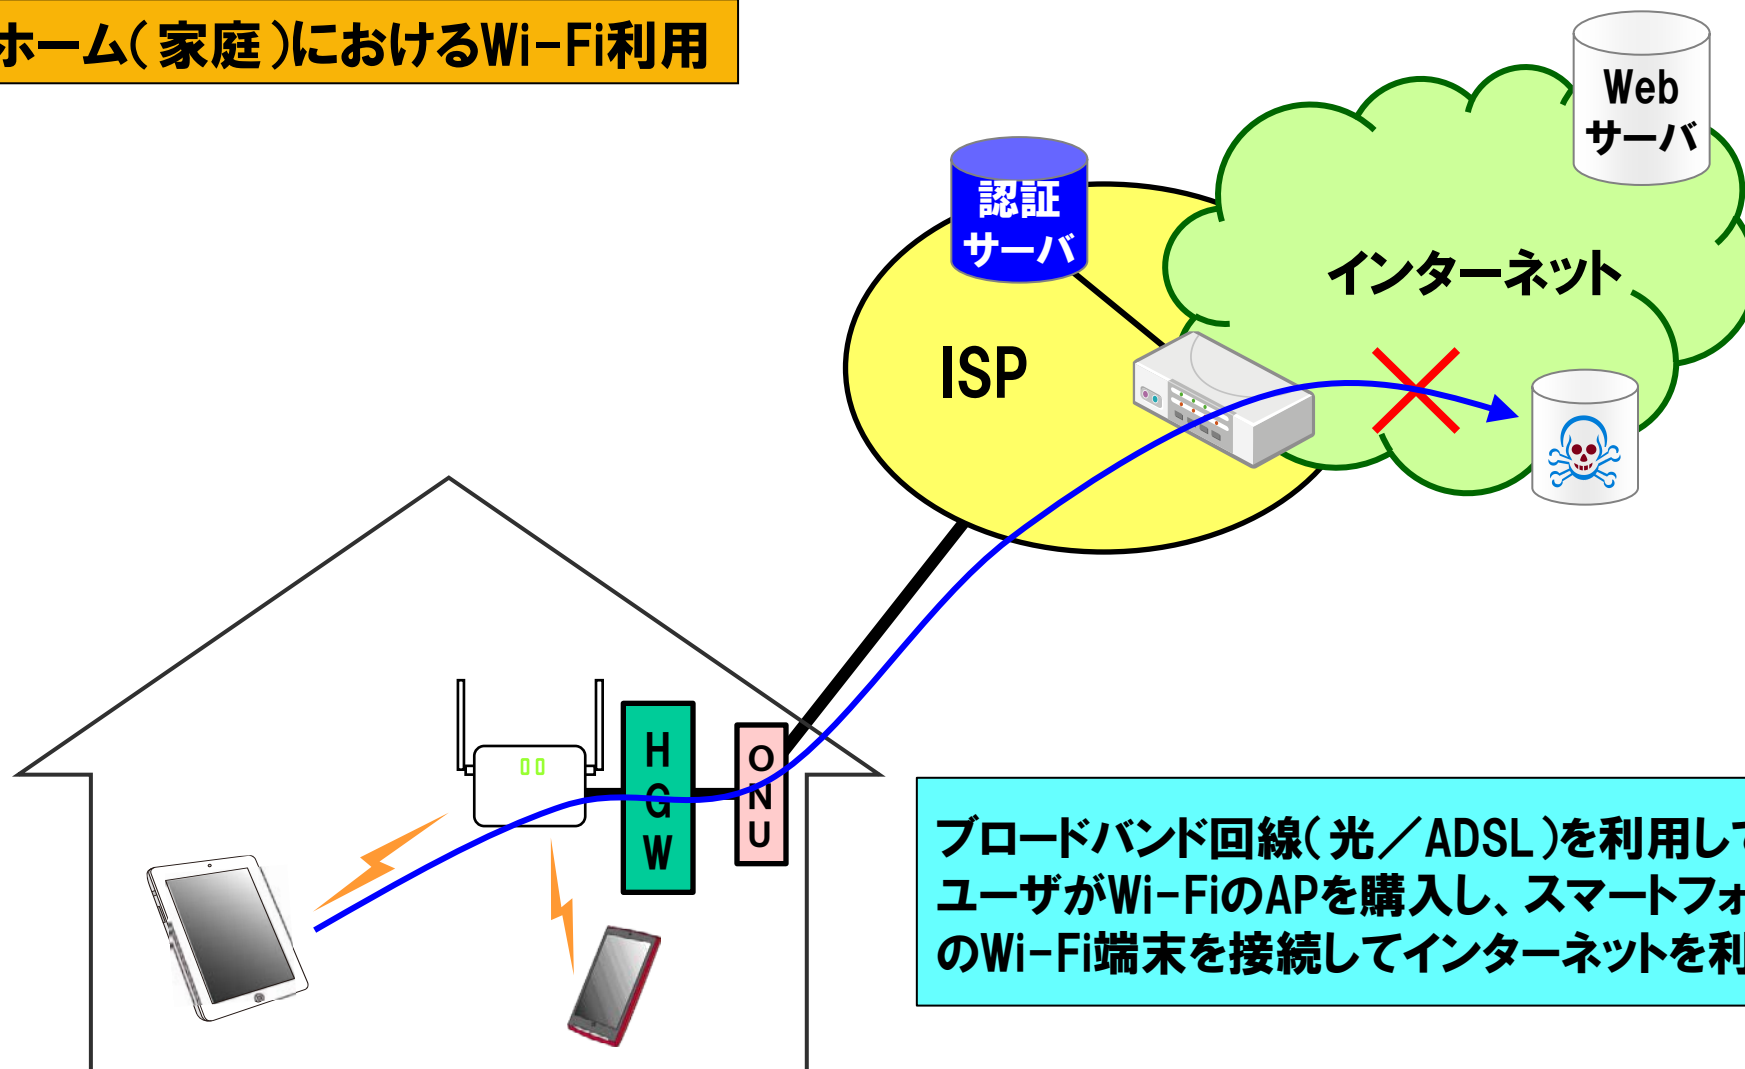 ホーム(家庭)におけるWi-Fi利用
Web
サーバ
認証
サーバ
インターネット
ISP
H
G
W
O
N
U
ブロードバンド回線(光／ADSL)を利用して
ユーザがWi-FiのAPを購入し、スマートフォ
のWi-Fi端末を接続してインターネットを利